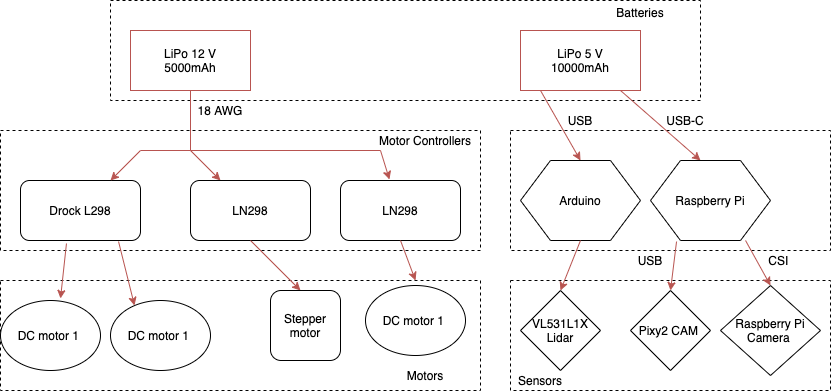 Batteries
LiPo 12 V
5000mAh
LiPo 5 V
10000mAh
18 AWG
USB
USB-C
Motor Controllers
Drock L298
LN298
LN298
Arduino
Raspberry Pi
USB
CSI
DC motor 1
DC motor 1
Stepper
motor
DC motor 1
VL531L1X
Lidar
Pixy2 CAM
Raspberry Pi
Camera
Motors
Sensors